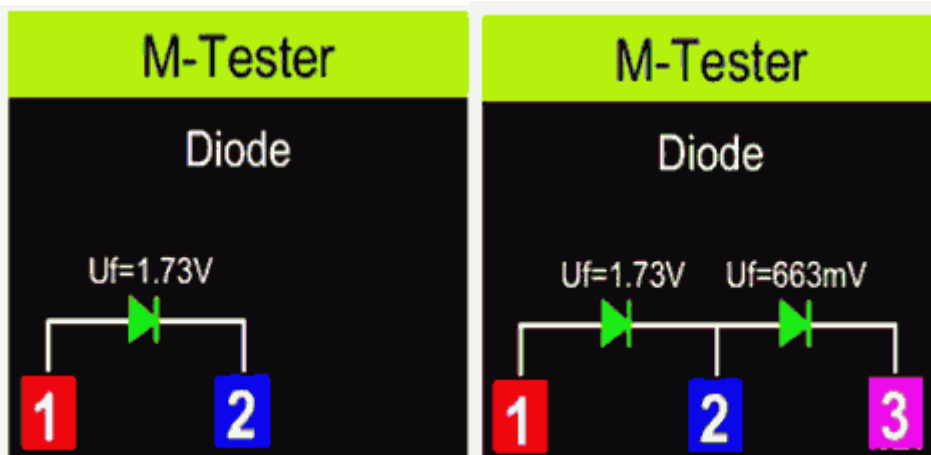 M-Tester
Diode
Uf=1.73V
1 2
M-Tester
Diode
Uf=1.73V Uf=663mV
1 2 3